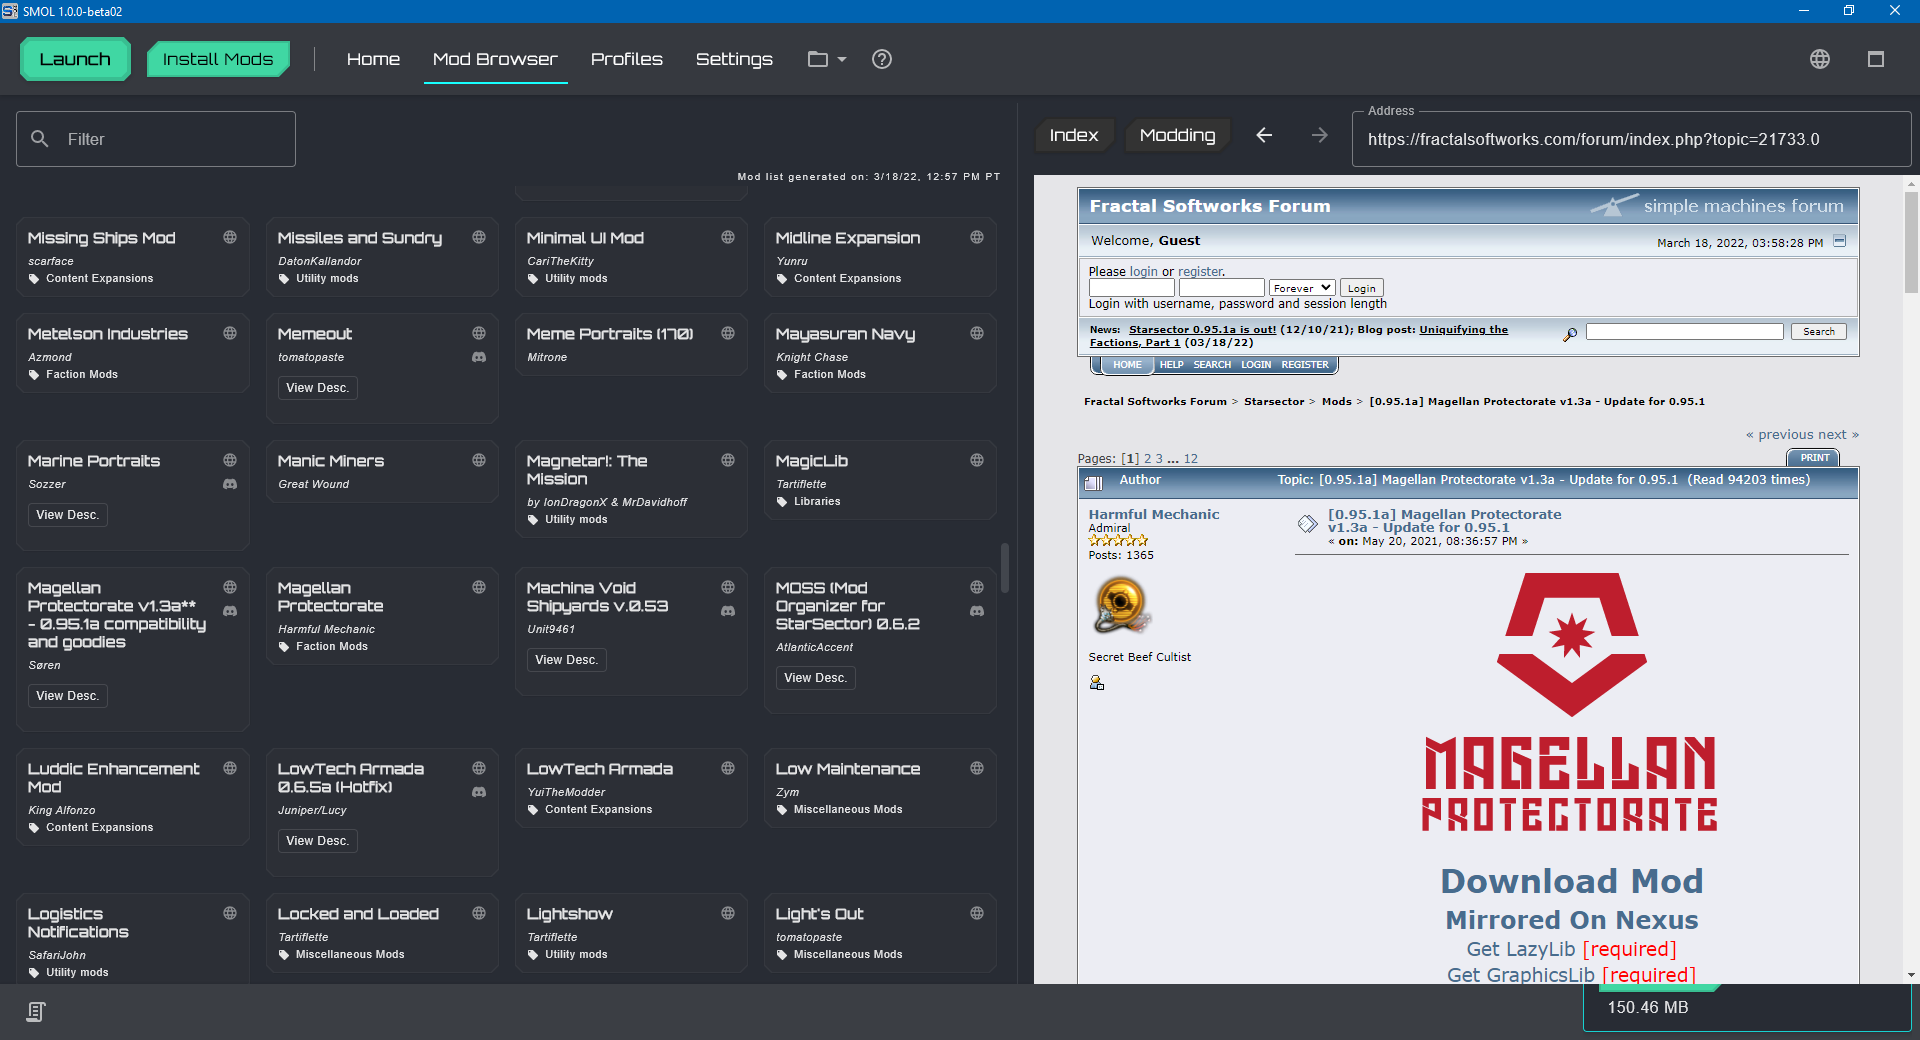 SMOL 1.0.0-beta02
Launch
Install Mods
Home
Mod Browser
Profiles
Settings
Filter
Mod list generated on: 3/18/22, 12:57 PM PT
Missing Ships Mod
scarface
Content Expansions
Missiles and Sundry
DatonKallandor
Utility mods
Minimal UI Mod
CariTheKitty
Utility mods
Midline Expansion
Yunru
Content Expansions
Metelson Industries
Azmond
Faction Mods
Memeout
tomatopaste
View Desc.
Meme Portraits (170)
Mitrone
Mayasuran Navy
Knight Chase
Faction Mods
Marine Portraits
Sozzer
View Desc.
Manic Miners
Great Wound
Magnetar!: The
Mission
by IonDragonX & MrDavidhoff
Utility mods
MagicLib
Tartiflette
Libraries
Magellan
Protectorate v1.3a**
- 0.95.1a compatibility
and goodies
Søren
View Desc.
Magellan
Protectorate
Harmful Mechanic
Faction Mods
Machina Void
Shipyards v.0.53
Unit9461
View Desc.
MOSS (Mod
Organizer for
StarSector) 0.6.2
AtlanticAccent
View Desc.
Luddic Enhancement
Mod
King Alfonzo
Content Expansions
LowTech Armada
0.6.5a (Hotfix)
Juniper/Lucy
View Desc.
LowTech Armada
YuiTheModder
Content Expansions
Low Maintenance
Zym
Miscellaneous Mods
Logistics
Notifications
SafariJohn
Utility mods
Locked and Loaded
Tartiflette
Miscellaneous Mods
Lightshow
Tartiflette
Utility mods
Light's Out
tomatopaste
Miscellaneous Mods
Index
Modding
Address
https://fractalsoftworks.com/forum/index.php?topic=21733.0
Fractal Softworks Forum
simple machines forum
Welcome, Guest
March 18, 2022, 03:58:28 PM
Please login or register.
Forever
Login
Login with username, password and session length
News: Starsector 0.95.1a is out! (12/10/21); Blog post: Uniquifying the
Factions, Part 1 (03/18/22)
Search
HOME HELP SEARCH LOGIN REGISTER
Fractal Softworks Forum > Starsector > Mods > [0.95.1a] Magellan Protectorate v1.3a - Update for 0.95.1
« previous next »
Pages: [1] 2 3 ... 12
PRINT
Author
Topic: [0.95.1a] Magellan Protectorate v1.3a - Update for 0.95.1 (Read 94203 times)
Harmful Mechanic
Admiral
Posts: 1365
Secret Beef Cultist
[0.95.1a] Magellan Protectorate
v1.3a - Update for 0.95.1
« on: May 20, 2021, 08:36:57 PM »
MAGELLAN
PROTECTORATE
Download Mod
Mirrored On Nexus
Get LazyLib [required]
Get GraphicsLib [required]
150.46 MB